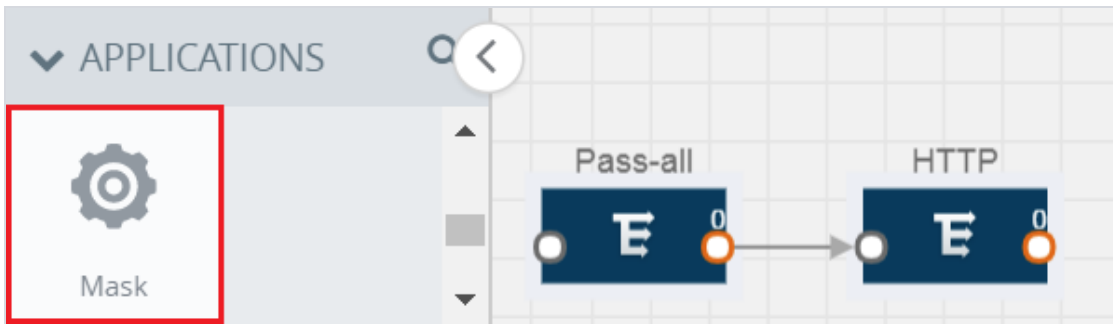 APPLICATIONS
Mask
Pass-all
HTTP
0
0